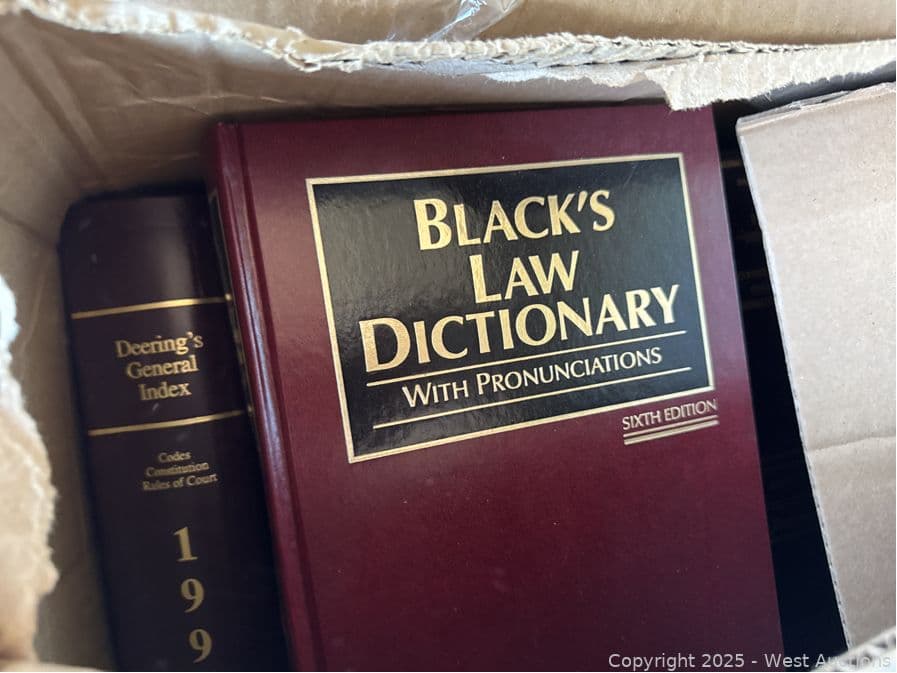 Deering's
General
Index
Codes
Constitution
Rules of Court
1
9
9
BLACK'S
LAW
DICTIONARY
WITH PRONUNCIATIONS
SIXTH EDITION
Copyright 2025 - West Auctions